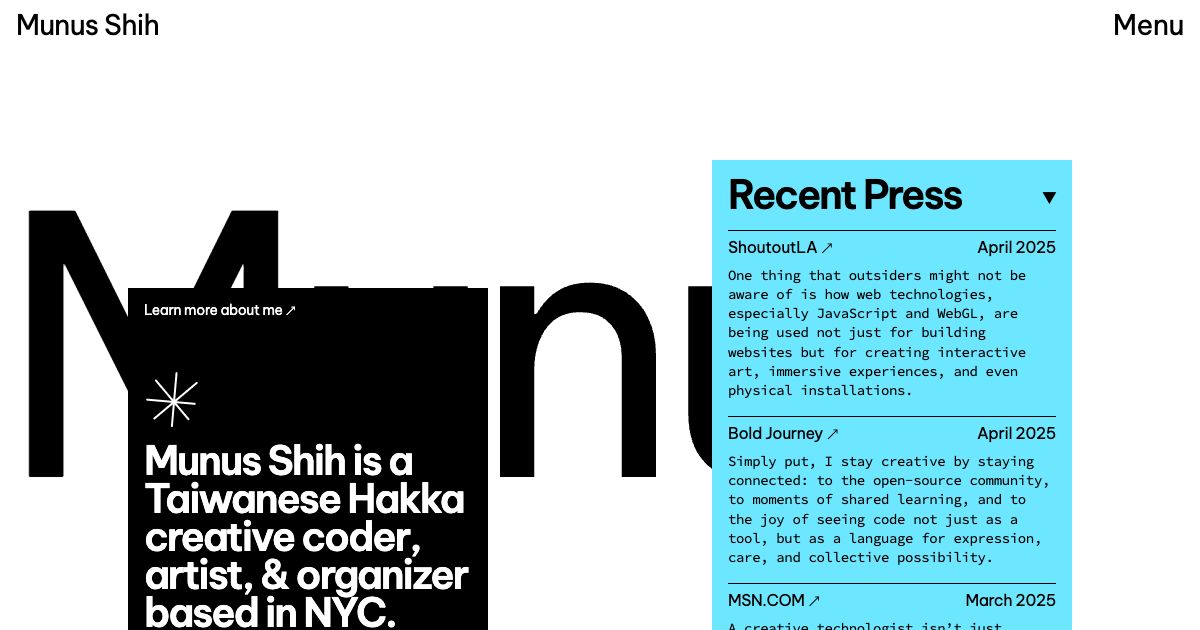 Munus Shih
Menu
Munu
Learn more about me ↗
Munus Shih is a
Taiwanese Hakka
creative coder,
artist, & organizer
based in NYC.
Recent Press ▼
ShoutoutLA ↗ April 2025
One thing that outsiders might not be
aware of is how web technologies,
especially JavaScript and WebGL, are
being used not just for building
websites but for creating interactive
art, immersive experiences, and even
physical installations.
Bold Journey ↗ April 2025
Simply put, I stay creative by staying
connected: to the open-source community,
to moments of shared learning, and to
the joy of seeing code not just as a
tool, but as a language for expression,
care, and collective possibility.
MSN.COM ↗ March 2025
A creative technologist isn’t just